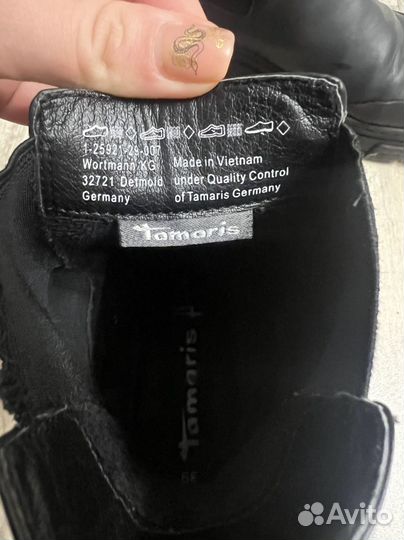 1-25921-29-007
Wortmann KG
32721 Detmold
Germany
Made in Vietnam
under Quality Control
of Tamaris Germany
Tamaris
Tamaris
Avito